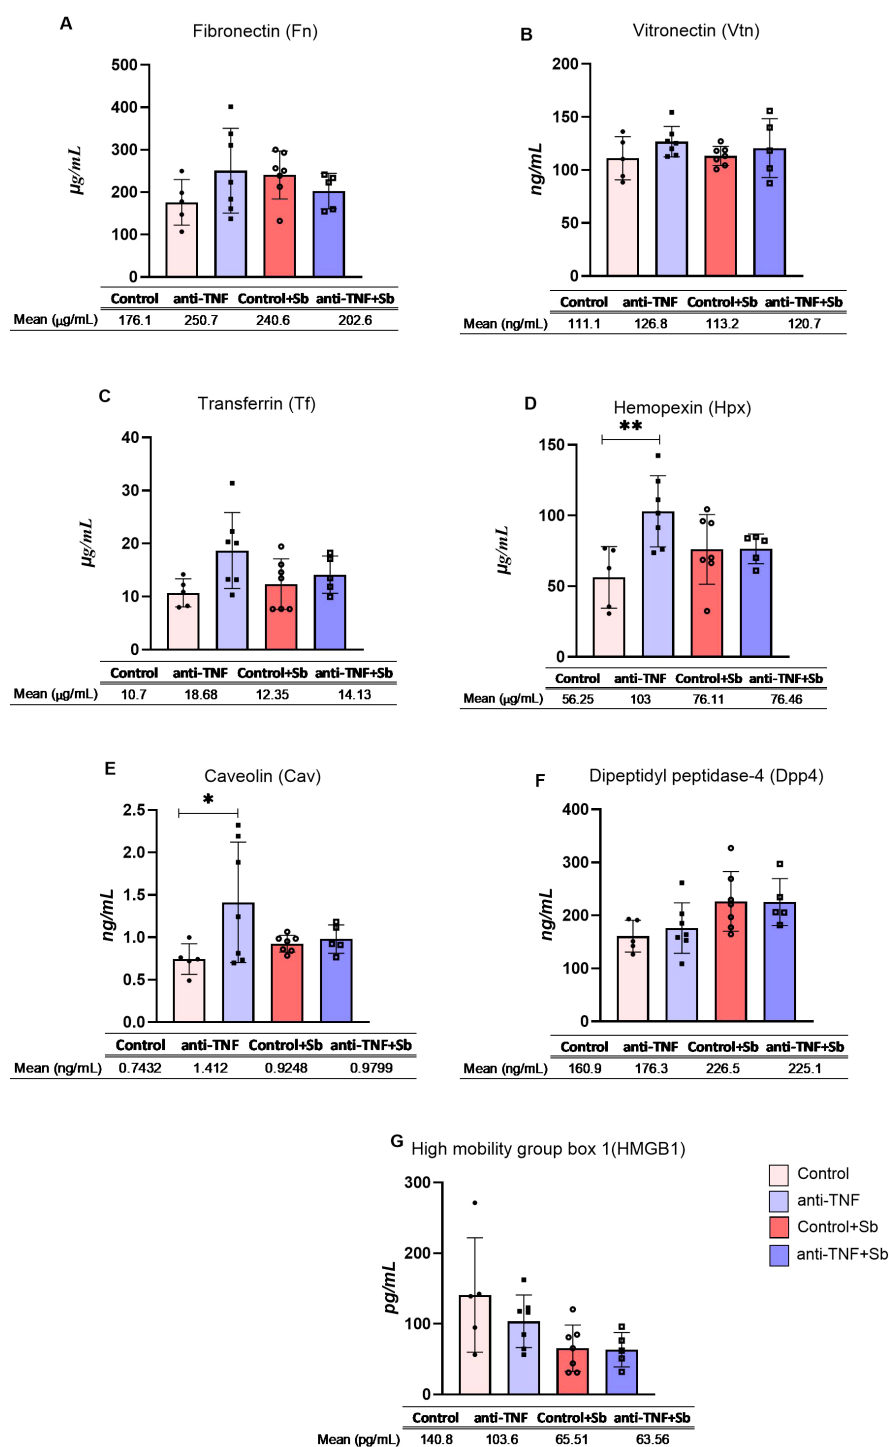 A
Fibronectin (Fn)
500
400
300
200
100
0
µg/mL
Control anti-TNF Control+Sb anti-TNF+Sb
Mean (µg/mL) 176.1 250.7 240.6 202.6
B
Vitronectin (Vtn)
200
150
100
50
0
ng/mL
Control anti-TNF Control+Sb anti-TNF+Sb
Mean (ng/mL) 111.1 126.8 113.2 120.7
C
Transferrin (Tf)
40
30
20
10
0
µg/mL
Control anti-TNF Control+Sb anti-TNF+Sb
Mean (µg/mL) 10.7 18.68 12.35 14.13
D
Hemopexin (Hpx)
**
150
100
50
0
µg/mL
Control anti-TNF Control+Sb anti-TNF+Sb
Mean (µg/mL) 56.25 103 76.11 76.46
E
Caveolin (Cav)
*
2.5
2.0
1.5
1.0
0.5
0.0
ng/mL
Control anti-TNF Control+Sb anti-TNF+Sb
Mean (ng/mL) 0.7432 1.412 0.9248 0.9799
F
Dipeptidyl peptidase-4 (Dpp4)
400
300
200
100
0
ng/mL
Control anti-TNF Control+Sb anti-TNF+Sb
Mean (ng/mL) 160.9 176.3 226.5 225.1
G
High mobility group box 1(HMGB1)
300
200
100
0
pg/mL
Control anti-TNF Control+Sb anti-TNF+Sb
Mean (pg/mL) 140.8 103.6 65.51 63.56
Control
anti-TNF
Control+Sb
anti-TNF+Sb